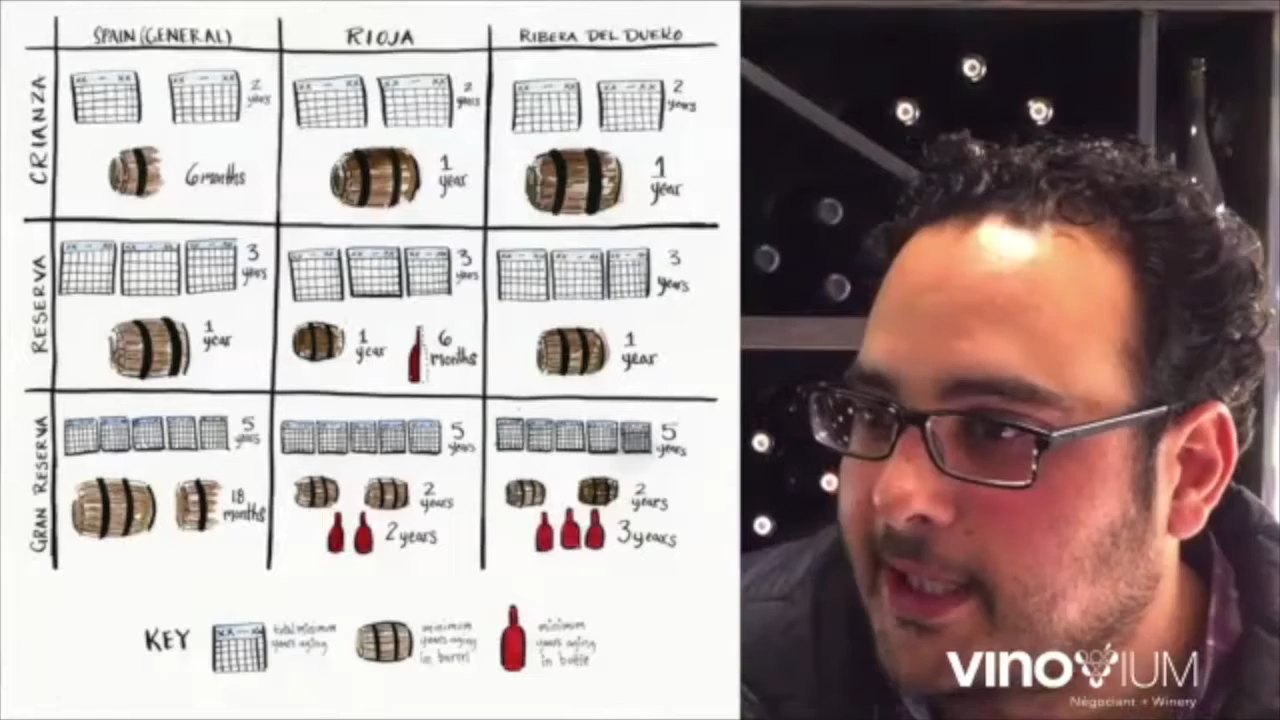 SPAIN (GENERAL) RIOJA RIBERA DEL DUERO
CRIANZA
2 years
2 years
2 years
6 months
1 year
1 year
RESERVA
3 years
3 years
3 years
1 year
1 year
6 months
1 year
GRAN RESERVA
5 years
5 years
5 years
18 months
2 years
2 years
2 years
3 years
KEY
total minimum
years aging
minimum
years aging
in barrel
minimum
years aging
in bottle
vinoVIUM
Négociant + Winery